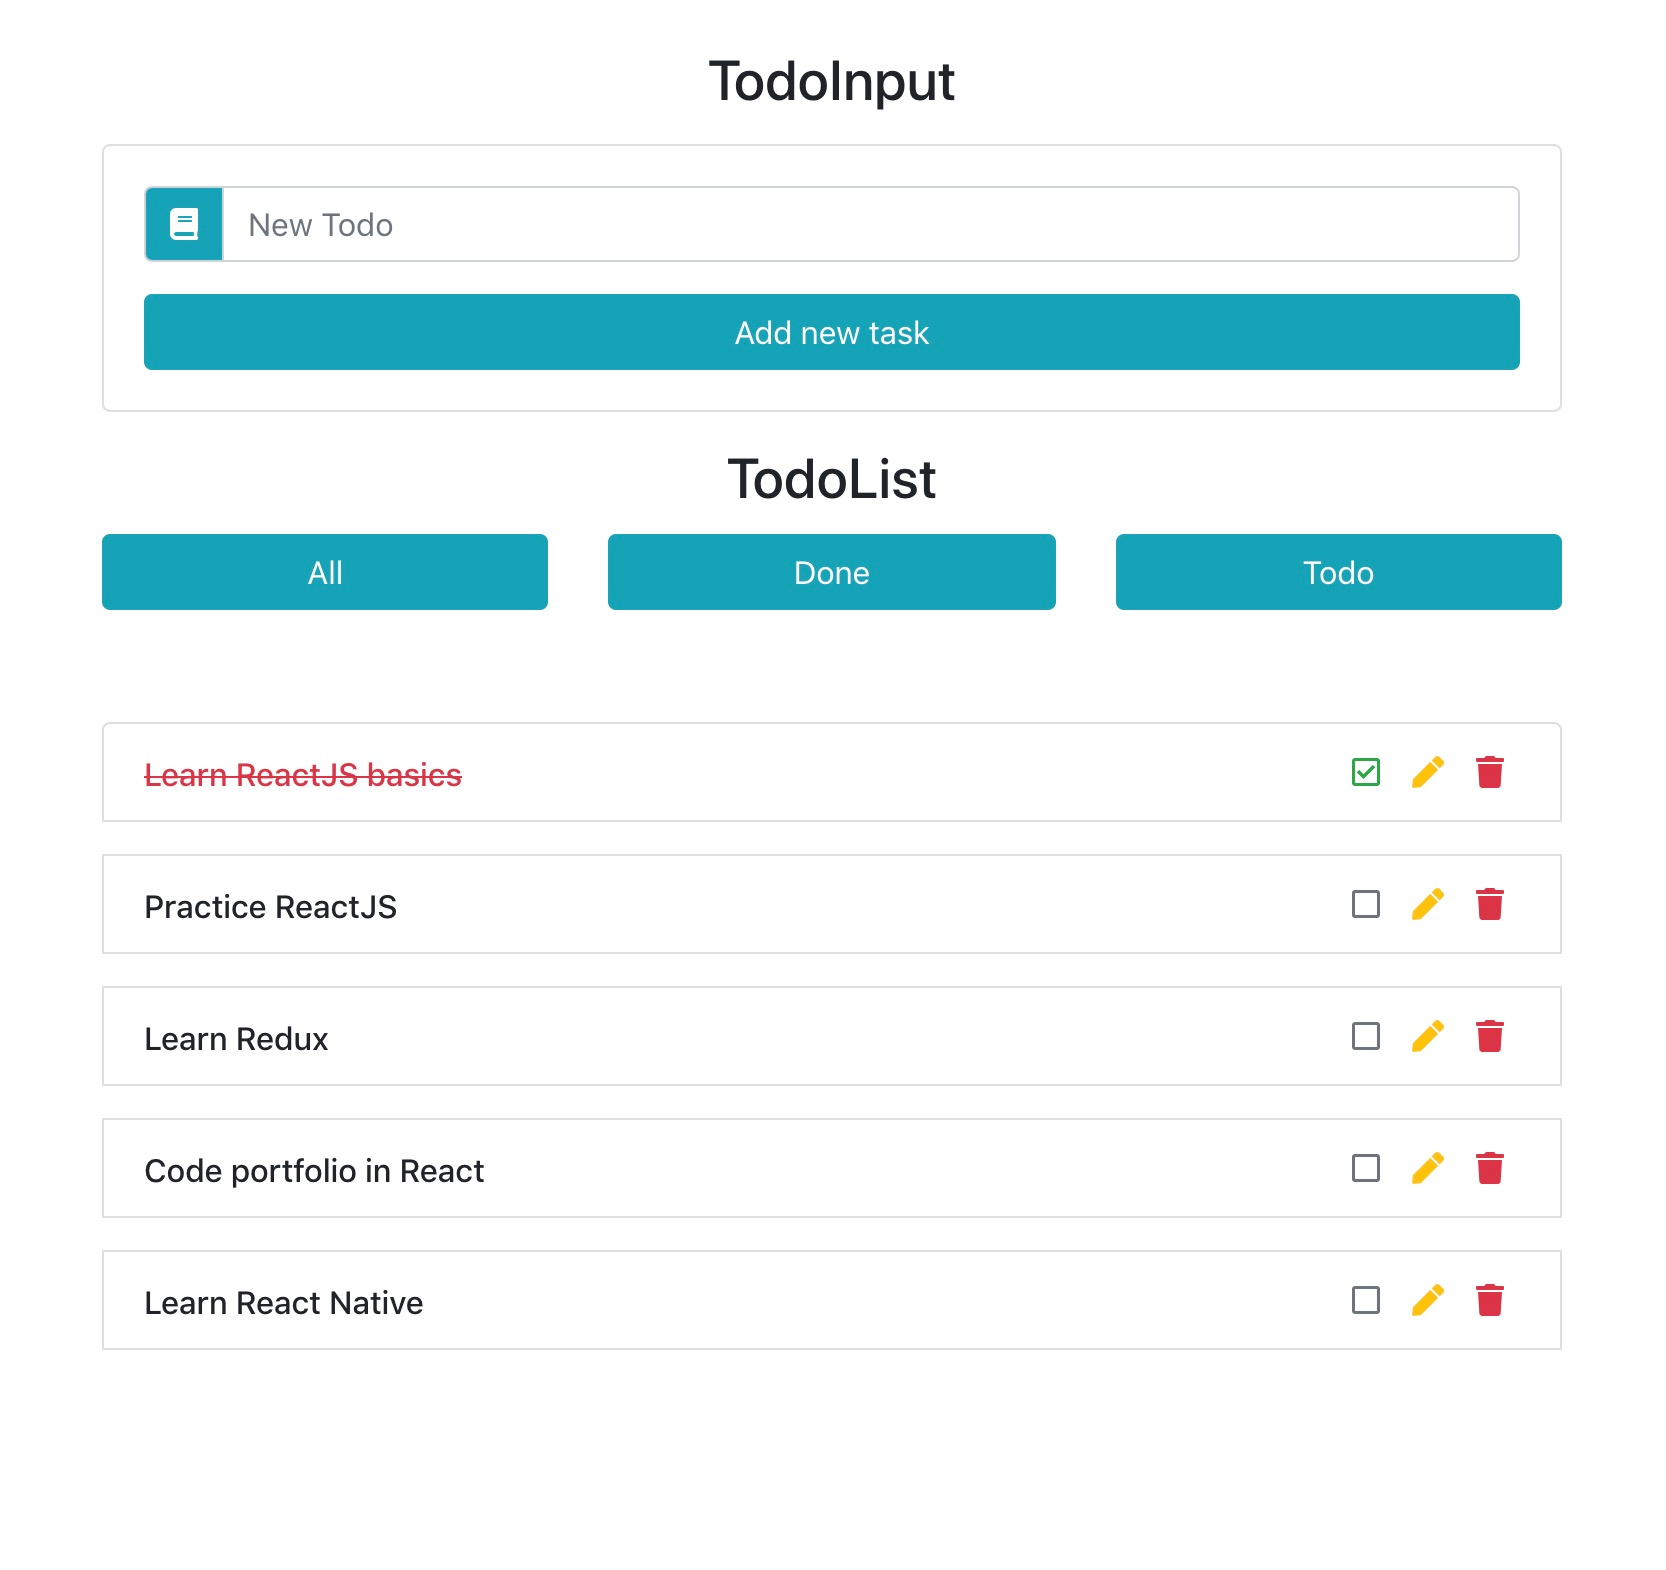 TodoInput
New Todo
Add new task
TodoList
All
Done
Todo
Learn ReactJS basics
Practice ReactJS
Learn Redux
Code portfolio in React
Learn React Native